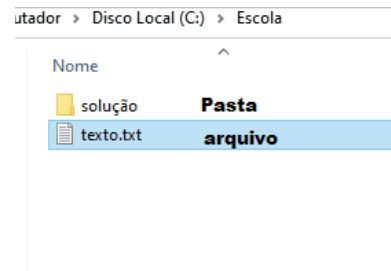 utador > Disco Local (C:) > Escola
Nome
solução Pasta
texto.txt arquivo